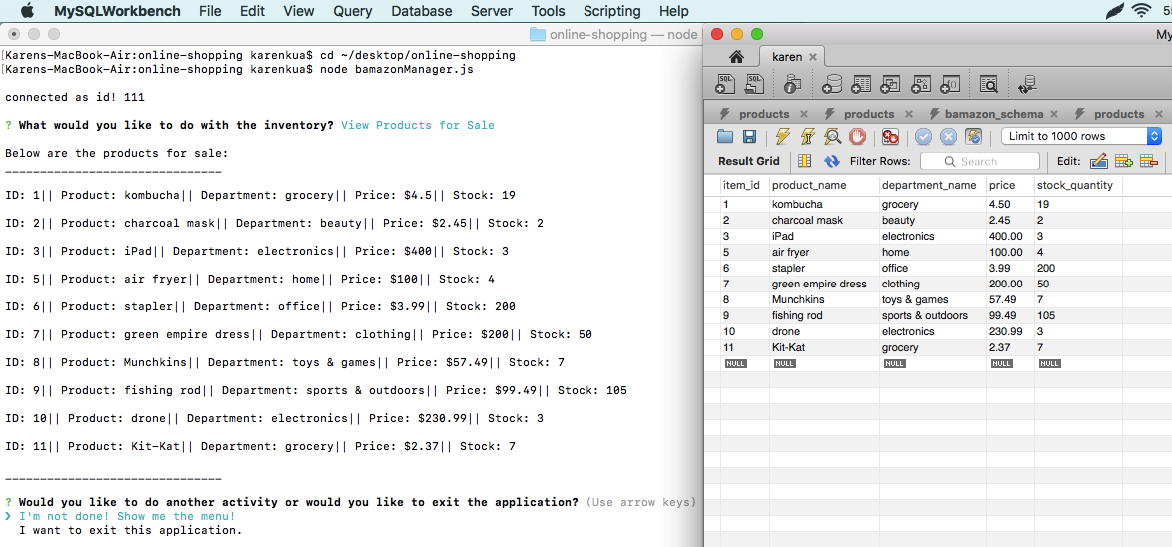 MySQLWorkbench File Edit View Query Database Server Tools Scripting Help
online-shopping — node
[Karens-MacBook-Air:online-shopping karenkua$ cd ~/desktop/online-shopping
[Karens-MacBook-Air:online-shopping karenkua$ node bamazonManager.js
connected as id! 111
? What would you like to do with the inventory? View Products for Sale
Below are the products for sale:
-------------------------------
ID: 1|| Product: kombucha|| Department: grocery|| Price: $4.5|| Stock: 19
ID: 2|| Product: charcoal mask|| Department: beauty|| Price: $2.45|| Stock: 2
ID: 3|| Product: iPad|| Department: electronics|| Price: $400|| Stock: 3
ID: 5|| Product: air fryer|| Department: home|| Price: $100|| Stock: 4
ID: 6|| Product: stapler|| Department: office|| Price: $3.99|| Stock: 200
ID: 7|| Product: green empire dress|| Department: clothing|| Price: $200|| Stock: 50
ID: 8|| Product: Munchkins|| Department: toys & games|| Price: $57.49|| Stock: 7
ID: 9|| Product: fishing rod|| Department: sports & outdoors|| Price: $99.49|| Stock: 105
ID: 10|| Product: drone|| Department: electronics|| Price: $230.99|| Stock: 3
ID: 11|| Product: Kit-Kat|| Department: grocery|| Price: $2.37|| Stock: 7
-------------------------------
? Would you like to do another activity or would you like to exit the application? (Use arrow keys)
❯ I'm not done! Show me the menu!
I want to exit this application.
My
karen
SQL SQL
products products bamazon_schema products
Limit to 1000 rows
Result Grid Filter Rows: Search Edit:
item_id product_name department_name price stock_quantity
1 kombucha grocery 4.50 19
2 charcoal mask beauty 2.45 2
3 iPad electronics 400.00 3
5 air fryer home 100.00 4
6 stapler office 3.99 200
7 green empire dress clothing 200.00 50
8 Munchkins toys & games 57.49 7
9 fishing rod sports & outdoors 99.49 105
10 drone electronics 230.99 3
11 Kit-Kat grocery 2.37 7
NULL NULL NULL NULL NULL